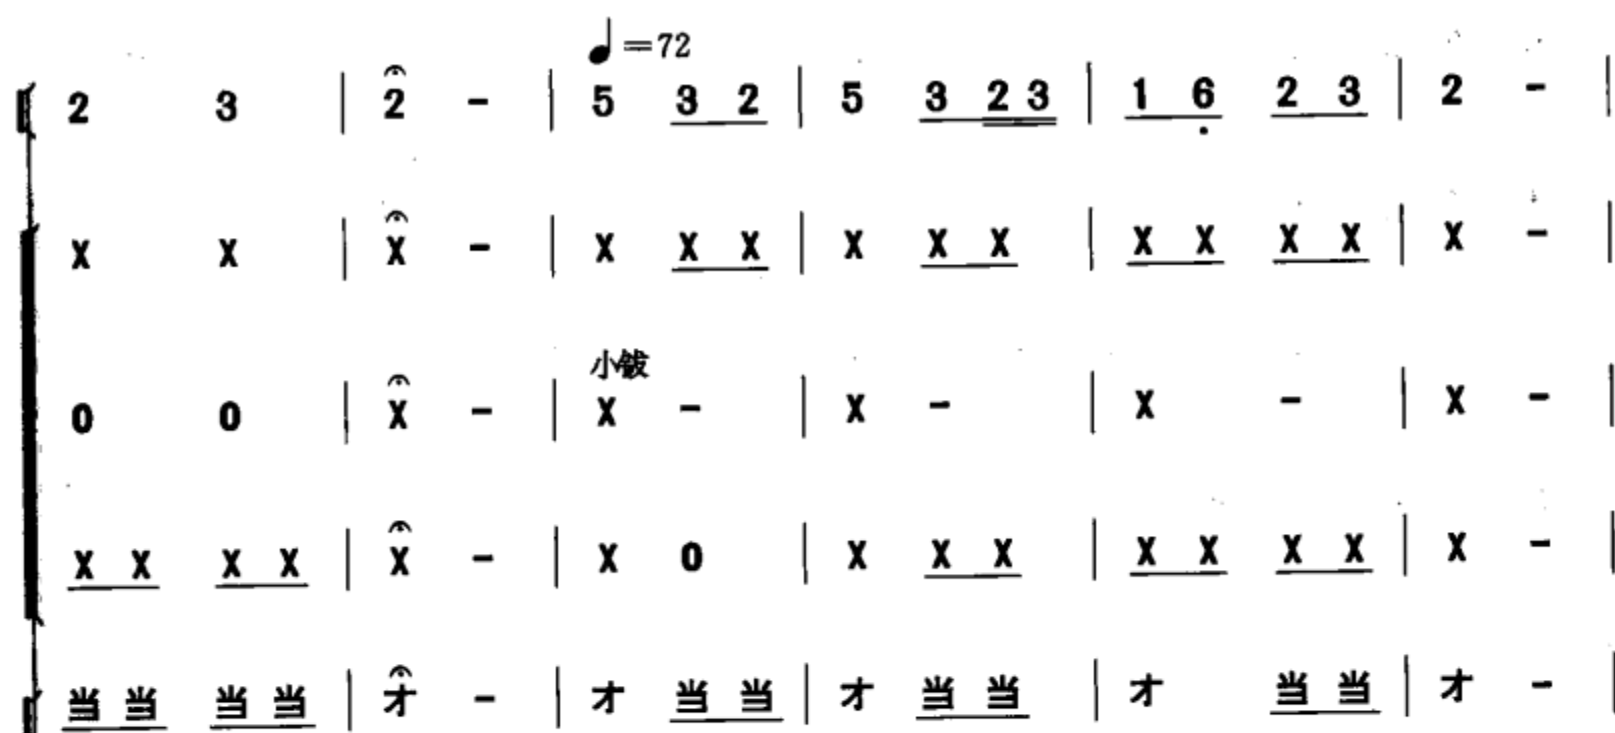 ♩=72
2 3 | 2 - | 5 3 2 | 5 3 2 3 | 1 6 2 3 | 2 - |
X X | X - | X X X | X X X | X X X X | X - |
小钹
0 0 | X - | X - | X - | X - | X - |
X X X X | X - | X 0 | X X X | X X X X | X - |
当当 当当 | 才 - | 才 当当 | 才 当当 | 才 当当 | 才 - |